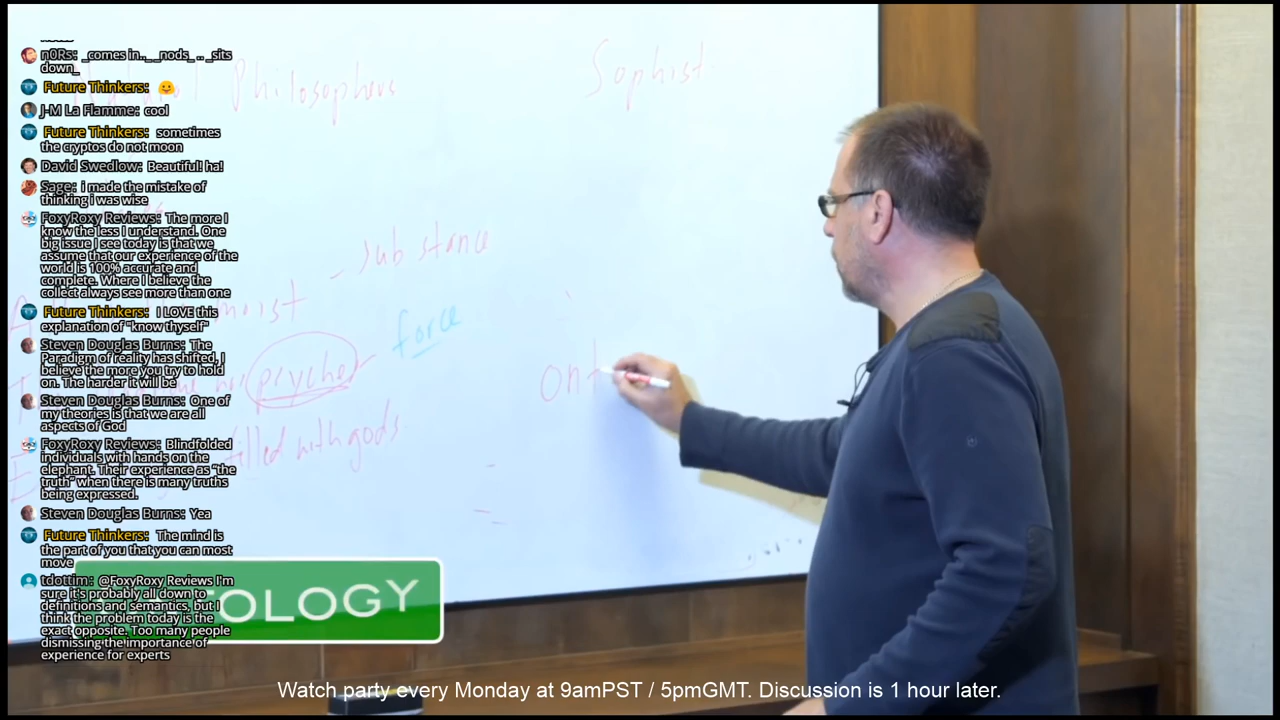 n0Rs: _comes in.._ _nods_ .. _sits
down_
Future Thinkers: 🙂
J-M La Flamme: cool
Future Thinkers: sometimes
the cryptos do not moon
David Swedlow: Beautiful! ha!
Sage: i made the mistake of
thinking i was wise
FoxyRoxy Reviews: The more I
know the less I understand. One
big issue I see today is that we
assume that our experience of the
world is 100% accurate and
complete. Where I believe the
collect always see more than one
Future Thinkers: I LOVE this
explanation of "know thyself"
Steven Douglas Burns: The
Paradigm of reality has shifted, I
believe the more you try to hold
on. The harder it will be
Steven Douglas Burns: One of
my theories is that we are all
aspects of God
FoxyRoxy Reviews: Blindfolded
individuals with hands on the
elephant. Their experience as "the
truth" when there is many truths
being expressed.
Steven Douglas Burns: Yea
Future Thinkers: The mind is
the part of you that you can most
move
tdottim: @FoxyRoxy Reviews I'm
sure it's probably all down to
definitions and semantics, but I
think the problem today is the
exact opposite. Too many people
dismissing the importance of
experience for experts
Philosophers
Sophist
moist - substance
psyche force
filled with gods
ont
TOLOGY
Watch party every Monday at 9amPST / 5pmGMT. Discussion is 1 hour later.